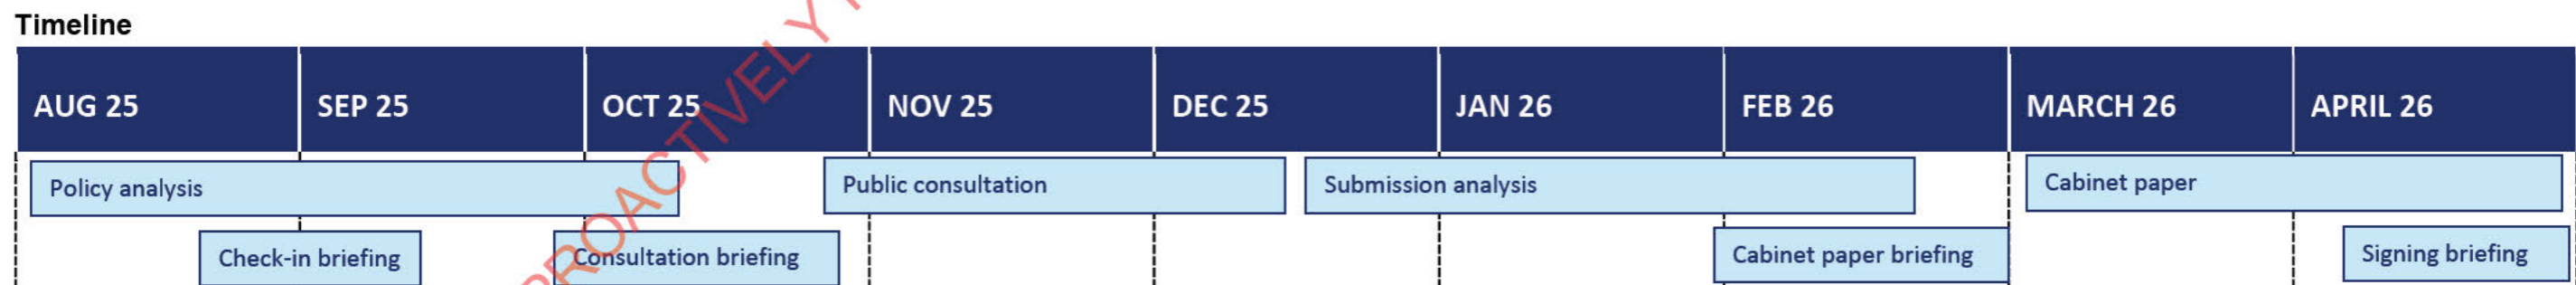 Timeline
AUG 25 SEP 25 OCT 25 NOV 25 DEC 25 JAN 26 FEB 26 MARCH 26 APRIL 26
Policy analysis Public consultation Submission analysis Cabinet paper
Check-in briefing Consultation briefing Cabinet paper briefing Signing briefing
PROACTIVELY